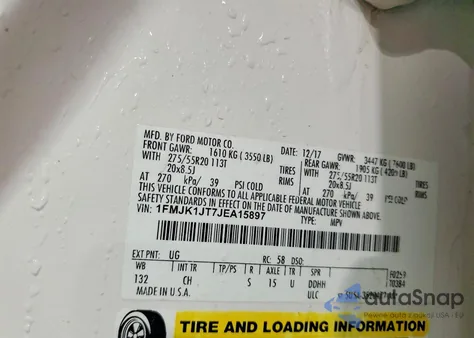 MFD. BY FORD MOTOR CO. DATE: 12/17 GVWR: 3447 KG ( 7600 LB)
FRONT GAWR: 1610 KG ( 3550 LB) REAR GAWR: 1905 KG ( 4201 LB)
WITH 275/55R20 113T TIRES WITH 275/55R20 113T TIRES
20x8.5J RIMS 20x8.5J RIMS
AT 270 kPa/ 39 PSI COLD AT 270 kPa/ 39 PSI COLD
THIS VEHICLE CONFORMS TO ALL APPLICABLE FEDERAL MOTOR VEHICLE
SAFETY STANDARDS IN EFFECT ON THE DATE OF MANUFACTURE SHOWN ABOVE.
VIN: 1FMJK1JT7JEA15897 TYPE: MPV
EXT PNT: UG RC: 58 DSO:
WB INT TR TP/PS R AXLE TR SPR
132 CH S 15 U DDHH
MADE IN U.S.A. ULC
autoSnap
TIRE AND LOADING INFORMATION